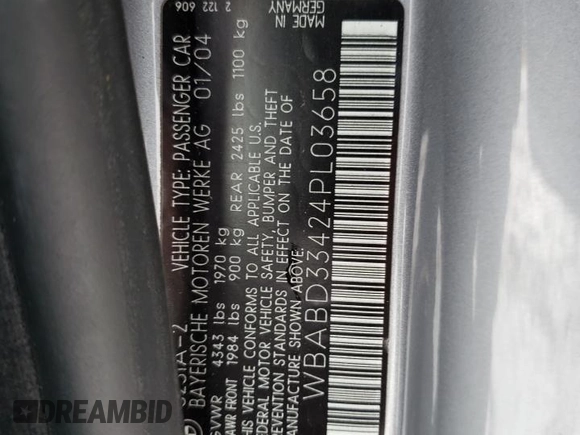 MADE IN
GERMANY
2 122 606
VEHICLE TYPE: PASSENGER CAR
BAYERISCHE MOTOREN WERKE AG 01/04
GVWR 4343 lbs 1970 kg
GAWR FRONT 1984 lbs 900 kg REAR 2425 lbs 1100 kg
THIS VEHICLE CONFORMS TO ALL APPLICABLE U.S.
FEDERAL MOTOR VEHICLE SAFETY, BUMPER AND THEFT
PREVENTION STANDARDS IN EFFECT ON THE DATE OF
MANUFACTURE SHOWN ABOVE.
WBABD33424PL03658
DREAMBID